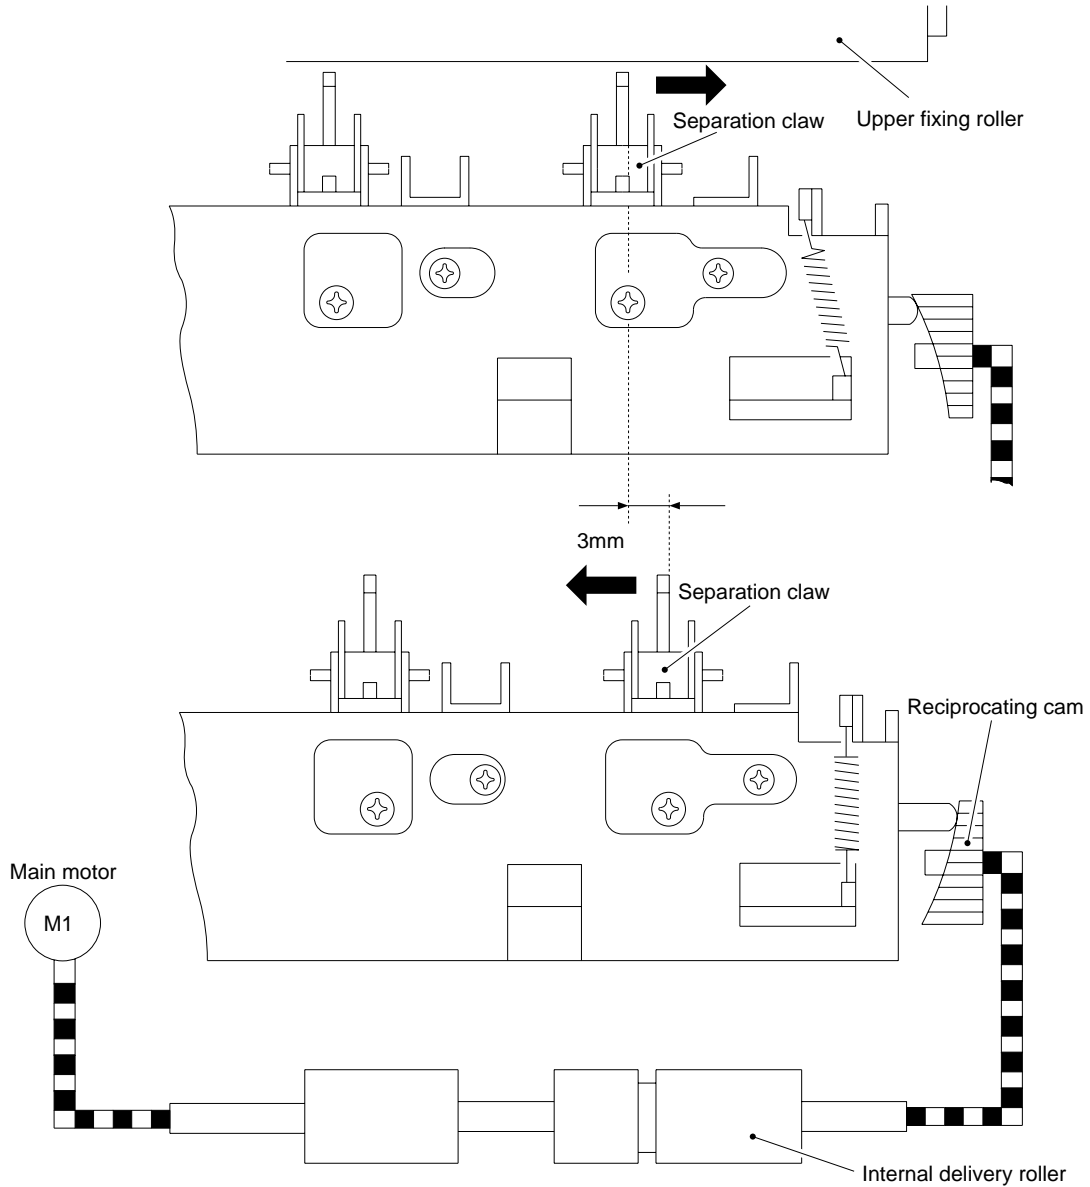 Separation claw
Upper fixing roller
3mm
Separation claw
Reciprocating cam
Main motor
M1
Internal delivery roller